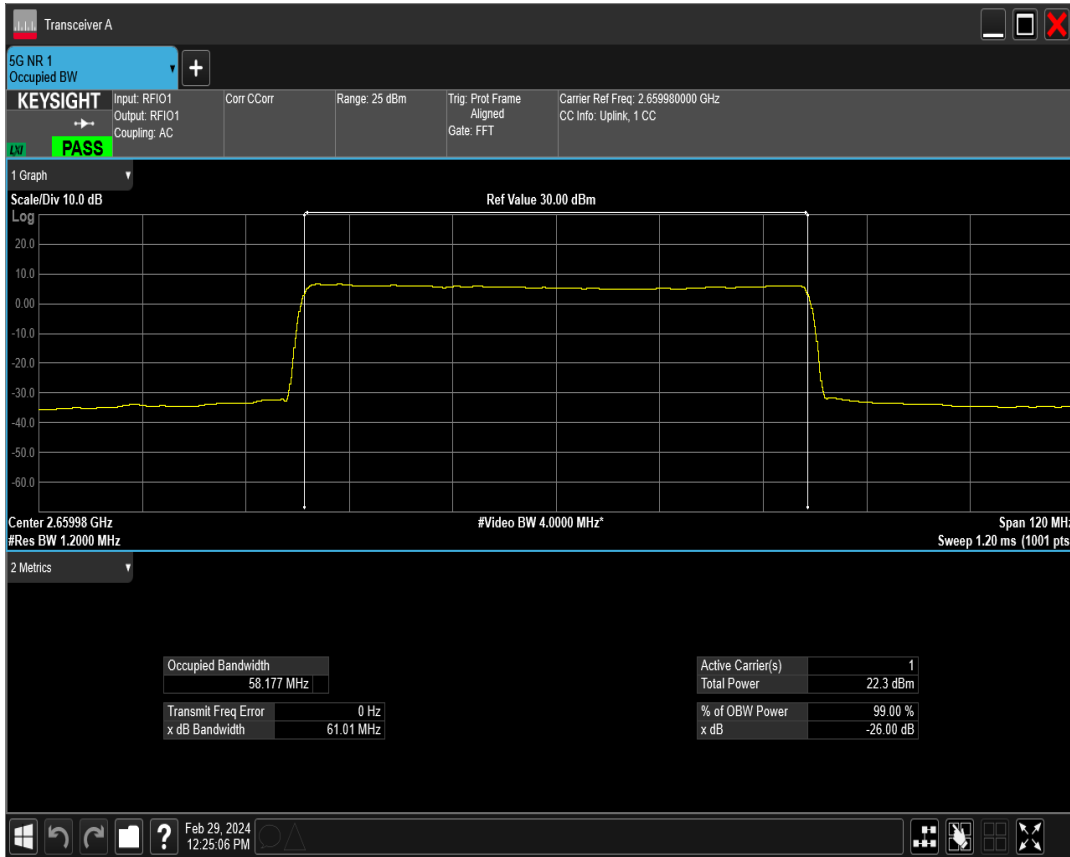 Transceiver A
5G NR 1
Occupied BW
KEYSIGHT
LXI
PASS
Input: RFIO1
Output: RFIO1
Coupling: AC
Corr CCorr
Range: 25 dBm
Trig: Prot Frame
Aligned
Gate: FFT
Carrier Ref Freq: 2.659980000 GHz
CC Info: Uplink, 1 CC
1 Graph
Scale/Div 10.0 dB
Ref Value 30.00 dBm
Log
20.0
10.0
0.00
-10.0
-20.0
-30.0
-40.0
-50.0
-60.0
Center 2.65998 GHz
#Video BW 4.0000 MHz*
Span 120 MHz
#Res BW 1.2000 MHz
Sweep 1.20 ms (1001 pts
2 Metrics
Occupied Bandwidth
58.177 MHz
Transmit Freq Error 0 Hz
x dB Bandwidth 61.01 MHz
Active Carrier(s) 1
Total Power 22.3 dBm
% of OBW Power 99.00 %
x dB -26.00 dB
?
Feb 29, 2024
12:25:06 PM